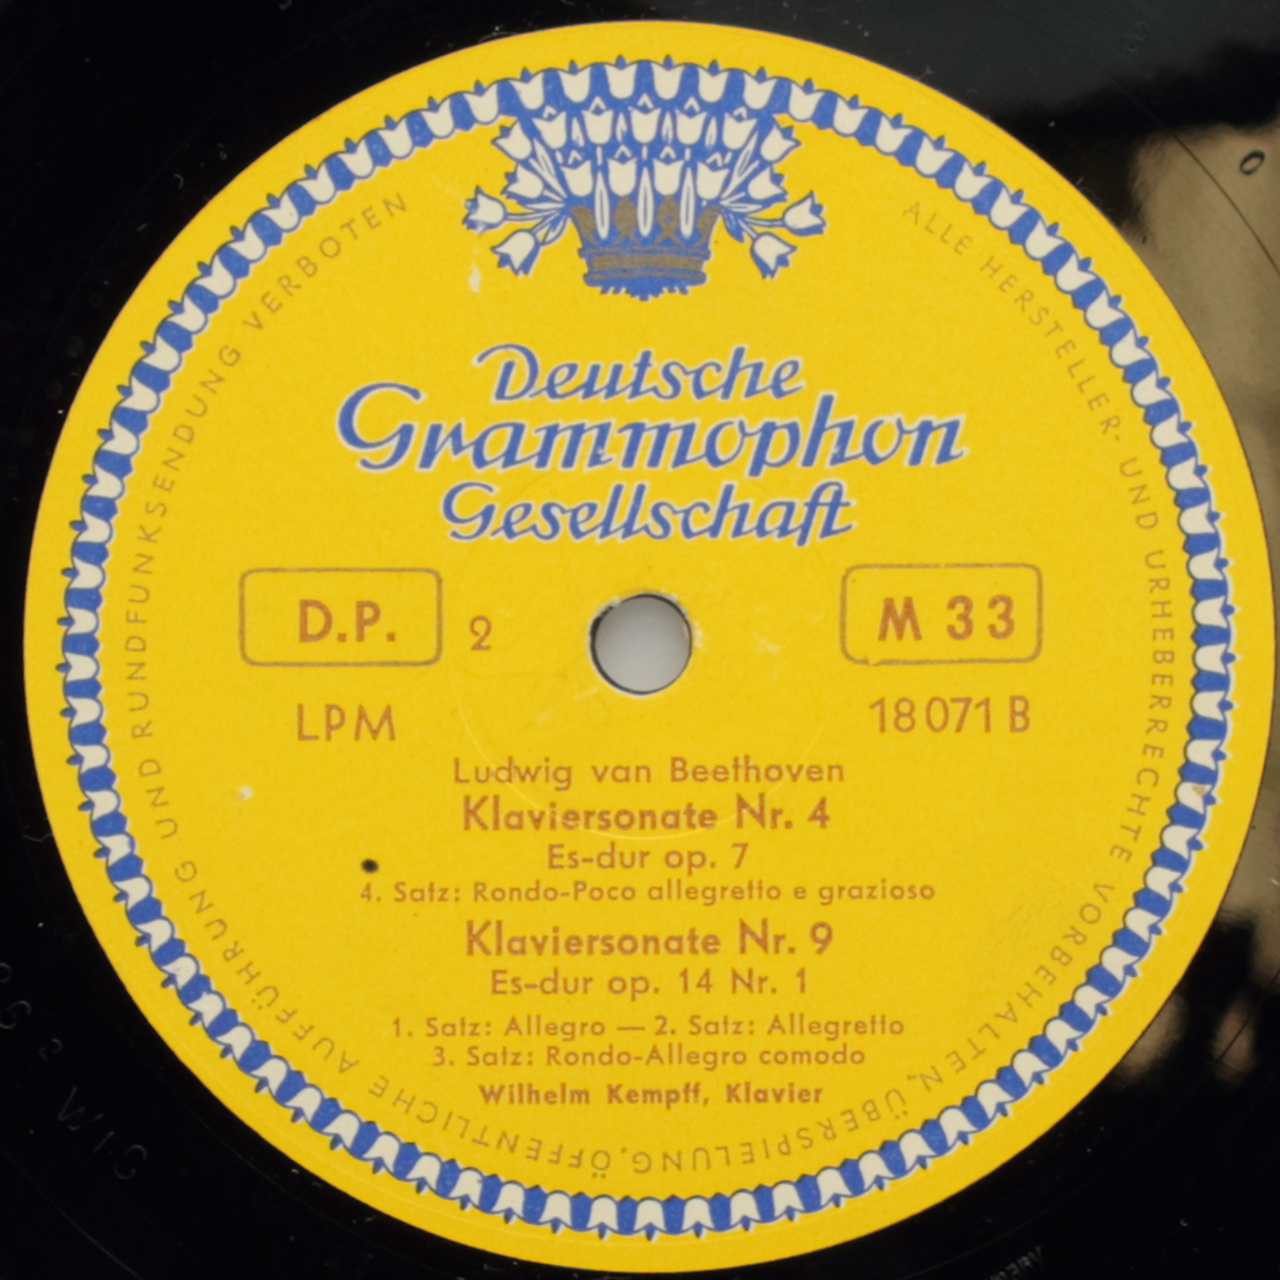 Deutsche
Grammophon
Gesellschaft
D.P.
2
M 33
LPM
18071 B
Ludwig van Beethoven
Klaviersonate Nr. 4
Es-dur op. 7
4. Satz: Rondo-Poco allegretto e grazioso
Klaviersonate Nr. 9
Es-dur op. 14 Nr. 1
1. Satz: Allegro — 2. Satz: Allegretto
3. Satz: Rondo-Allegro comodo
Wilhelm Kempff, Klavier
ALLE HERSTELLER- UND URHEBERRECHTE VORBEHALTEN, ÜBERSPIELUNG, ÖFFENTLICHE AUFFÜHRUNG UND RUNDFUNKSENDUNG VERBOTEN